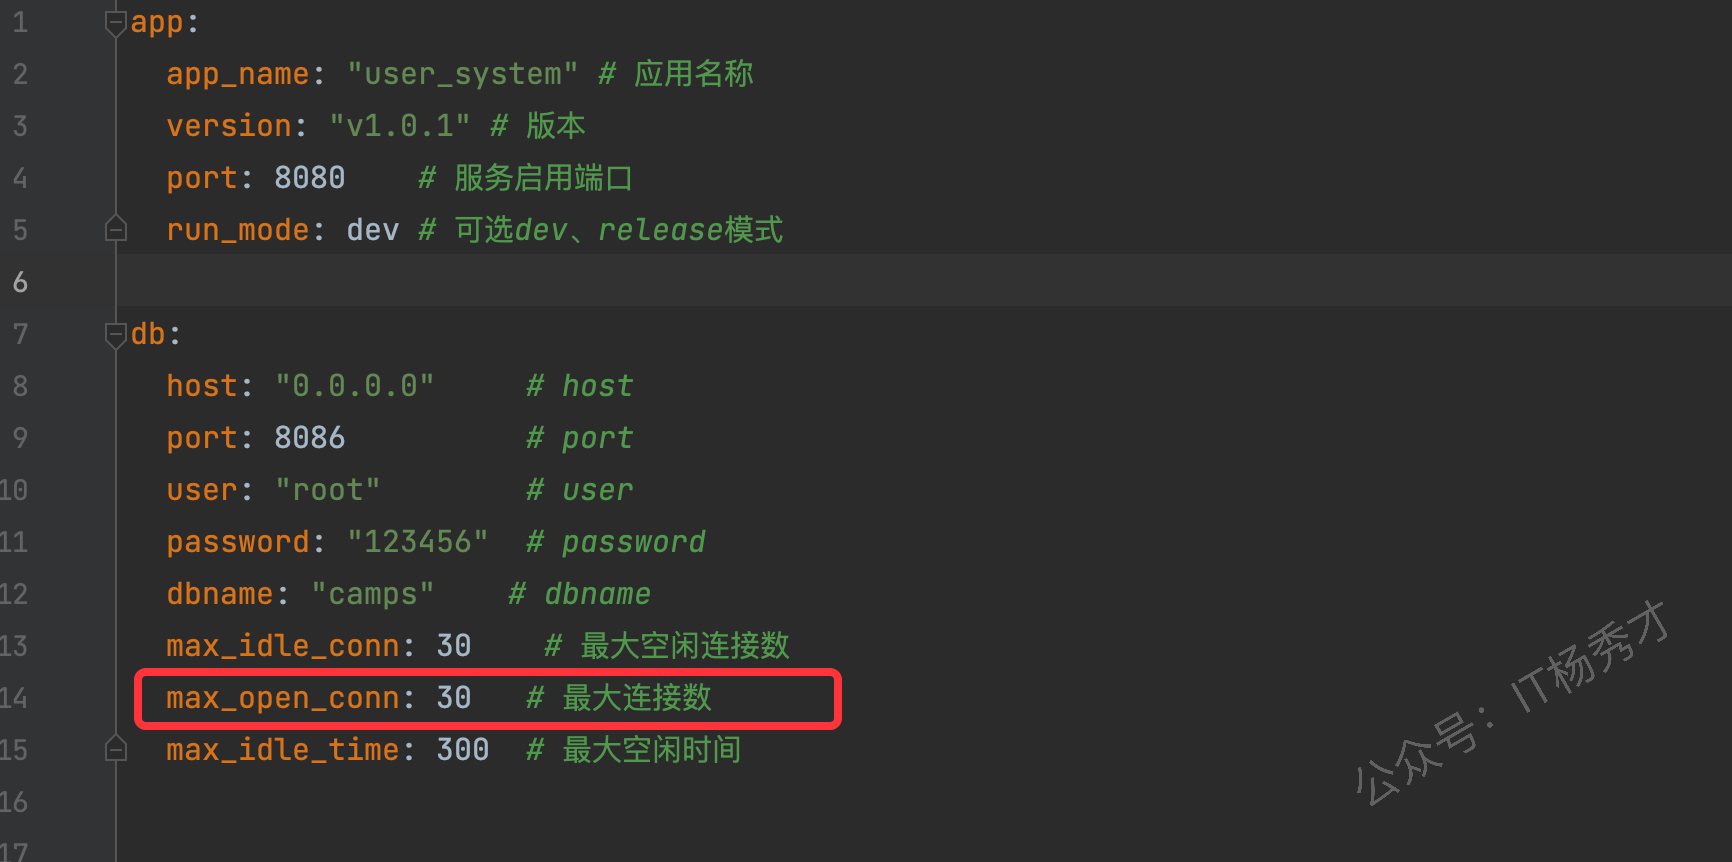 1 app:
2 app_name: "user_system" # 应用名称
3 version: "v1.0.1" # 版本
4 port: 8080 # 服务启用端口
5 run_mode: dev # 可选dev、release模式
6
7 db:
8 host: "0.0.0.0" # host
9 port: 8086 # port
10 user: "root" # user
11 password: "123456" # password
12 dbname: "camps" # dbname
13 max_idle_conn: 30 # 最大空闲连接数
14 max_open_conn: 30 # 最大连接数
15 max_idle_time: 300 # 最大空闲时间
16
17
公众号：IT杨秀才